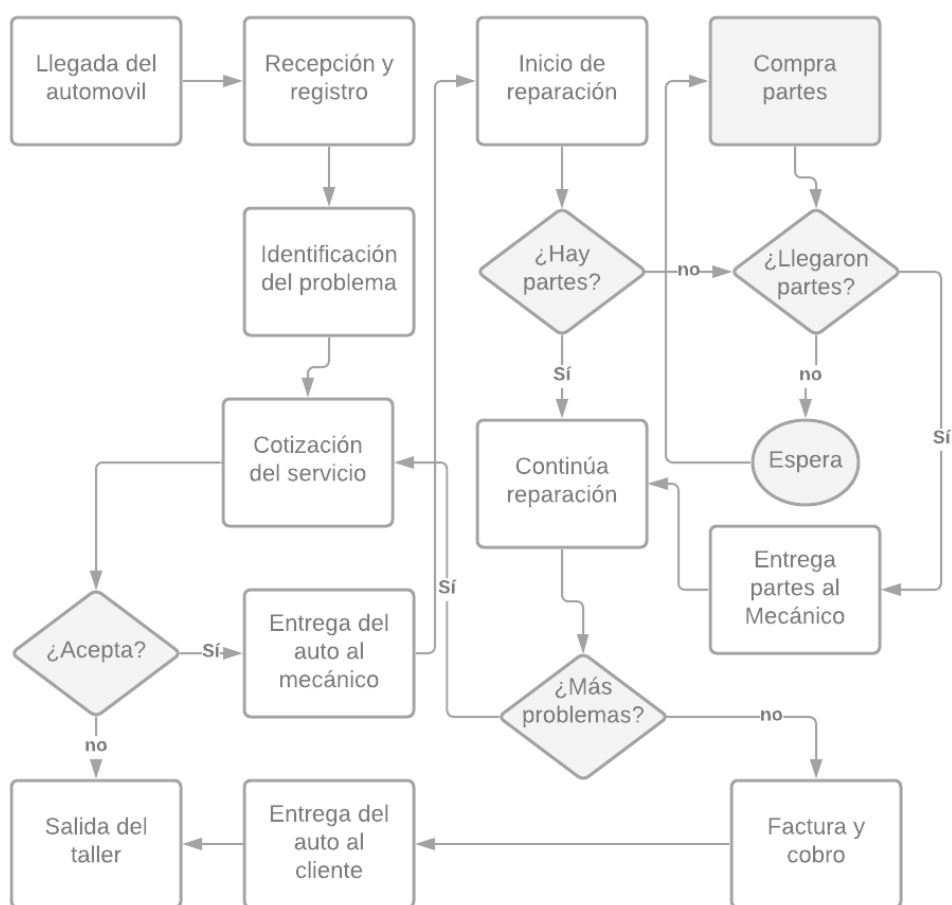 Llegada del
automovil
Recepción y
registro
Inicio de
reparación
Compra
partes
Identificación
del problema
¿Hay
partes?
no
¿Llegaron
partes?
Sí
no
Cotización
del servicio
Continúa
reparación
Espera
Sí
Entrega
partes al
Mecánico
Sí
¿Acepta?
Sí
Entrega del
auto al
mecánico
¿Más
problemas?
no
no
Salida del
taller
Entrega del
auto al
cliente
Factura y
cobro